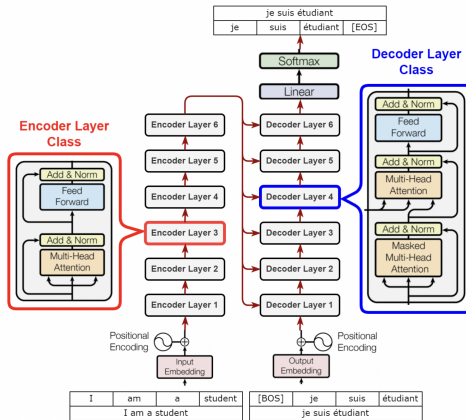 je suis étudiant
je suis étudiant [EOS]
Softmax
Linear
Encoder Layer Class
Add & Norm
Feed Forward
Add & Norm
Multi-Head Attention
Encoder Layer 6
Encoder Layer 5
Encoder Layer 4
Encoder Layer 3
Encoder Layer 2
Encoder Layer 1
Positional Encoding
Input Embedding
I am a student
I am a student
Decoder Layer 6
Decoder Layer 5
Decoder Layer 4
Decoder Layer 3
Decoder Layer 2
Decoder Layer 1
Positional Encoding
Output Embedding
[BOS] je suis étudiant
je suis étudiant
Decoder Layer Class
Add & Norm
Feed Forward
Add & Norm
Multi-Head Attention
Add & Norm
Masked Multi-Head Attention